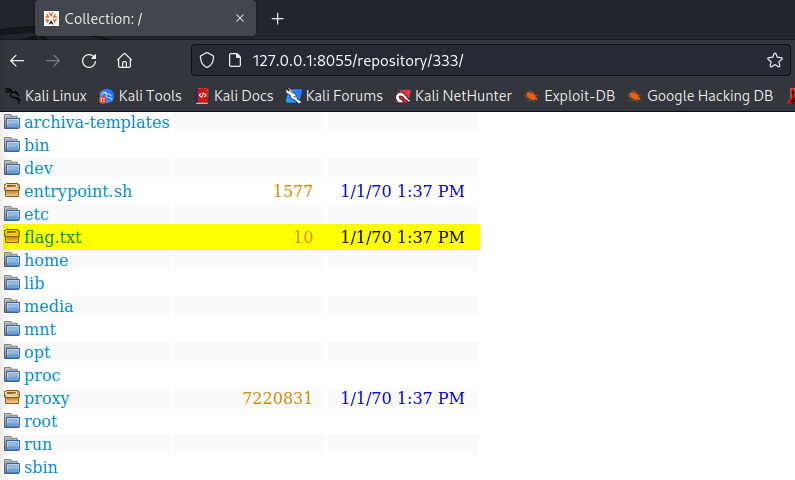 Collection: /
127.0.0.1:8055/repository/333/
Kali Linux Kali Tools Kali Docs Kali Forums Kali NetHunter Exploit-DB Google Hacking DB
archiva-templates
bin
dev
entrypoint.sh 1577 1/1/70 1:37 PM
etc
flag.txt 10 1/1/70 1:37 PM
home
lib
media
mnt
opt
proc
proxy 7220831 1/1/70 1:37 PM
root
run
sbin